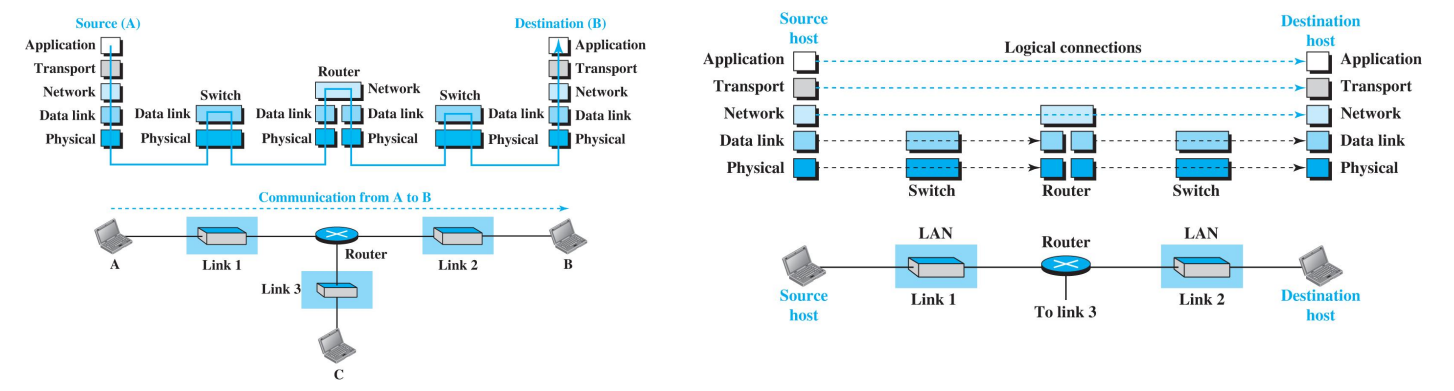 Source (A)
Destination (B)
Application
Application
Transport
Router
Transport
Network
Switch
Network
Switch
Network
Data link
Data link
Data link
Data link
Data link
Data link
Physical
Physical
Physical
Physical
Physical
Physical
Communication from A to B
A
Link 1
Router
Link 2
B
Link 3
C
Source
host
Destination
host
Logical connections
Application
Application
Transport
Transport
Network
Network
Data link
Data link
Physical
Physical
Switch
Router
Switch
LAN
Router
LAN
Source
host
Link 1
To link 3
Link 2
Destination
host